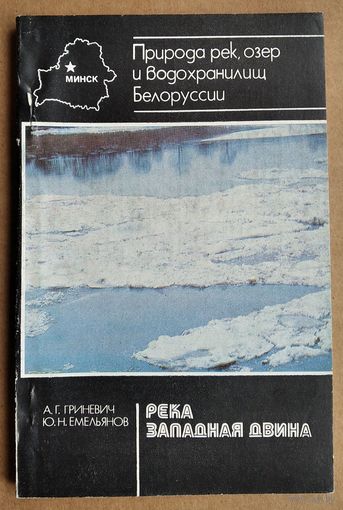 МИНСК
Природа рек, озер
и водохранилищ
Белоруссии
А.Г. ГРИНЕВИЧ
Ю.Н. ЕМЕЛЬЯНОВ
РЕКА
ЗАПАДНАЯ ДВИНА